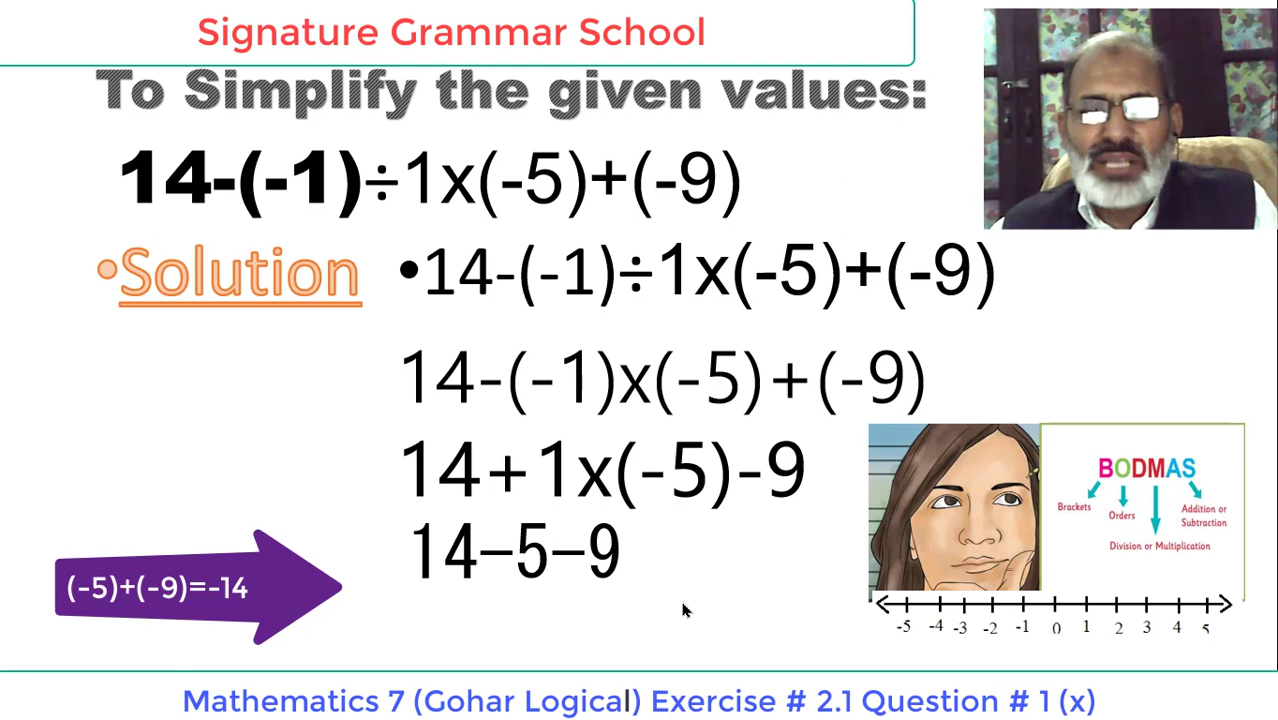 Signature Grammar School
To Simplify the given values:
14-(-1)÷1x(-5)+(-9)
•Solution
•14-(-1)÷1x(-5)+(-9)
14-(-1)x(-5)+(-9)
14+1x(-5)-9
14–5–9
(-5)+(-9)=-14
BODMAS
Brackets
Orders
Addition or
Subtraction
Division or Multiplication
-5 -4 -3 -2 -1 0 1 2 3 4 5
Mathematics 7 (Gohar Logical) Exercise # 2.1 Question # 1 (x)